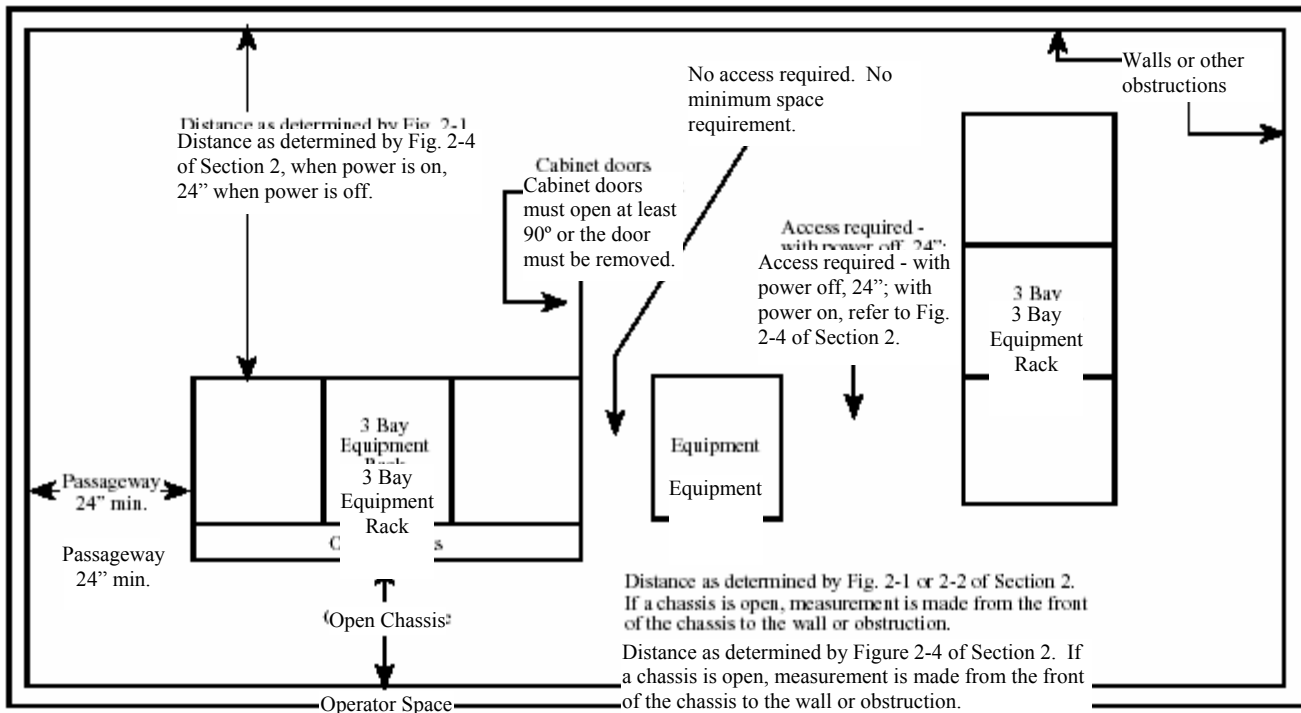 Walls or other
obstructions
No access required. No
minimum space
requirement.
Distance as determined by Fig. 2-1
Distance as determined by Fig. 2-4
of Section 2, when power is on,
24” when power is off.
Cabinet doors
Cabinet doors
must open at least
90º or the door
must be removed.
Access required -
with power off, 24”;
Access required - with
power off, 24”; with
power on, refer to Fig.
2-4 of Section 2.
3 Bay
3 Bay
Equipment
Rack
3 Bay
Equipment
Rack
3 Bay
Equipment
Rack
Equipment
Equipment
Passageway
24” min.
Passageway
24” min.
Open Chassis
Operator Space
Distance as determined by Fig. 2-1 or 2-2 of Section 2.
If a chassis is open, measurement is made from the front
of the chassis to the wall or obstruction.
Distance as determined by Figure 2-4 of Section 2. If
a chassis is open, measurement is made from the front
of the chassis to the wall or obstruction.